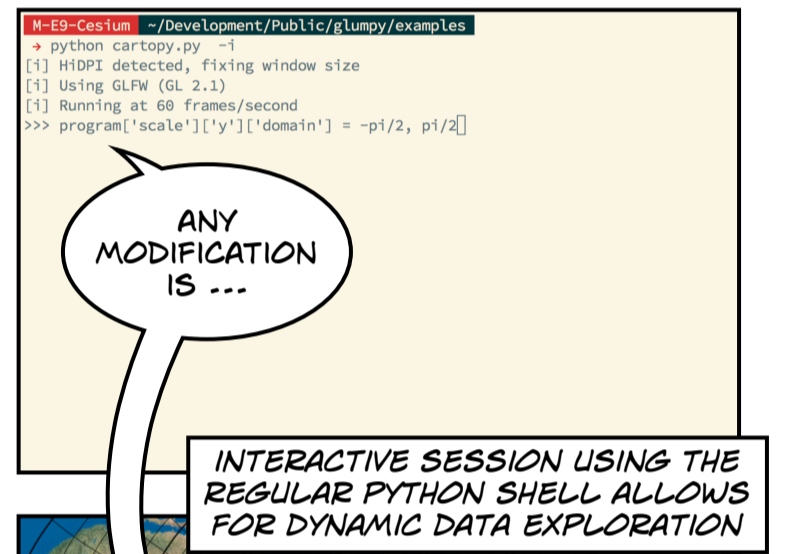 M-E9-Cesium ~/Development/Public/glumpy/examples
→ python cartopy.py -i
[i] HiDPI detected, fixing window size
[i] Using GLFW (GL 2.1)
[i] Running at 60 frames/second
>>> program['scale']['y']['domain'] = -pi/2, pi/2
ANY
MODIFICATION
IS ...
INTERACTIVE SESSION USING THE
REGULAR PYTHON SHELL ALLOWS
FOR DYNAMIC DATA EXPLORATION